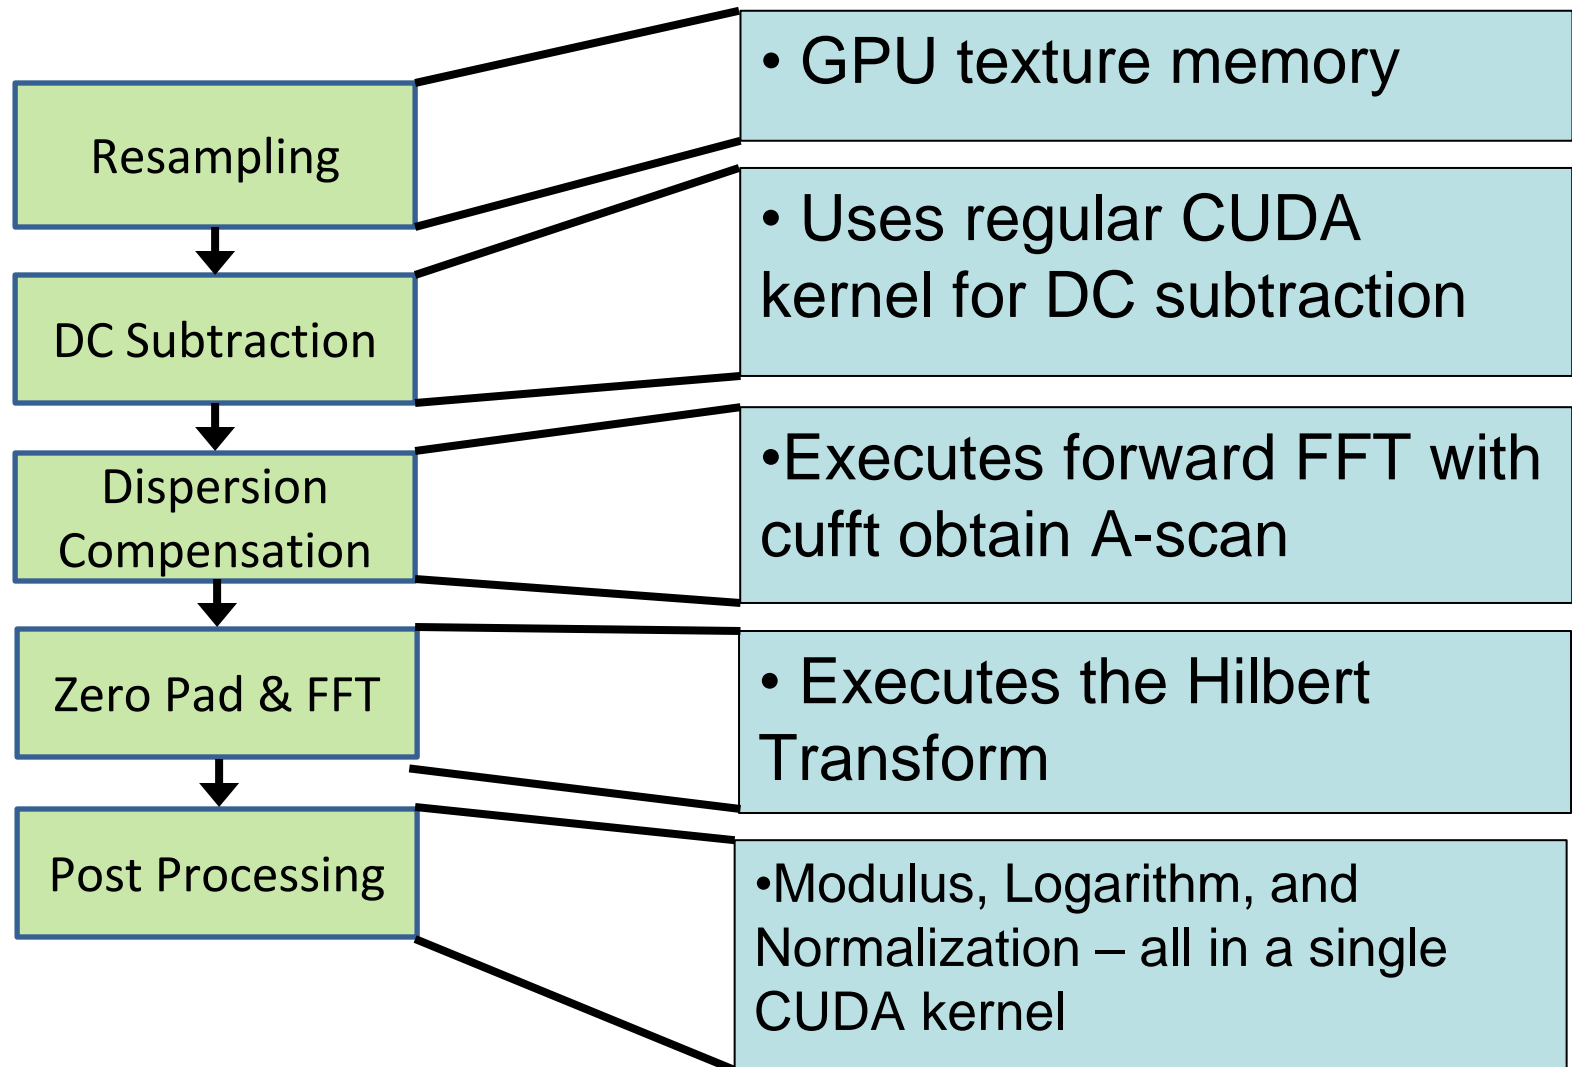 Resampling
• GPU texture memory
DC Subtraction
• Uses regular CUDA
kernel for DC subtraction
Dispersion
Compensation
•Executes forward FFT with
cufft obtain A-scan
Zero Pad & FFT
• Executes the Hilbert
Transform
Post Processing
•Modulus, Logarithm, and
Normalization – all in a single
CUDA kernel